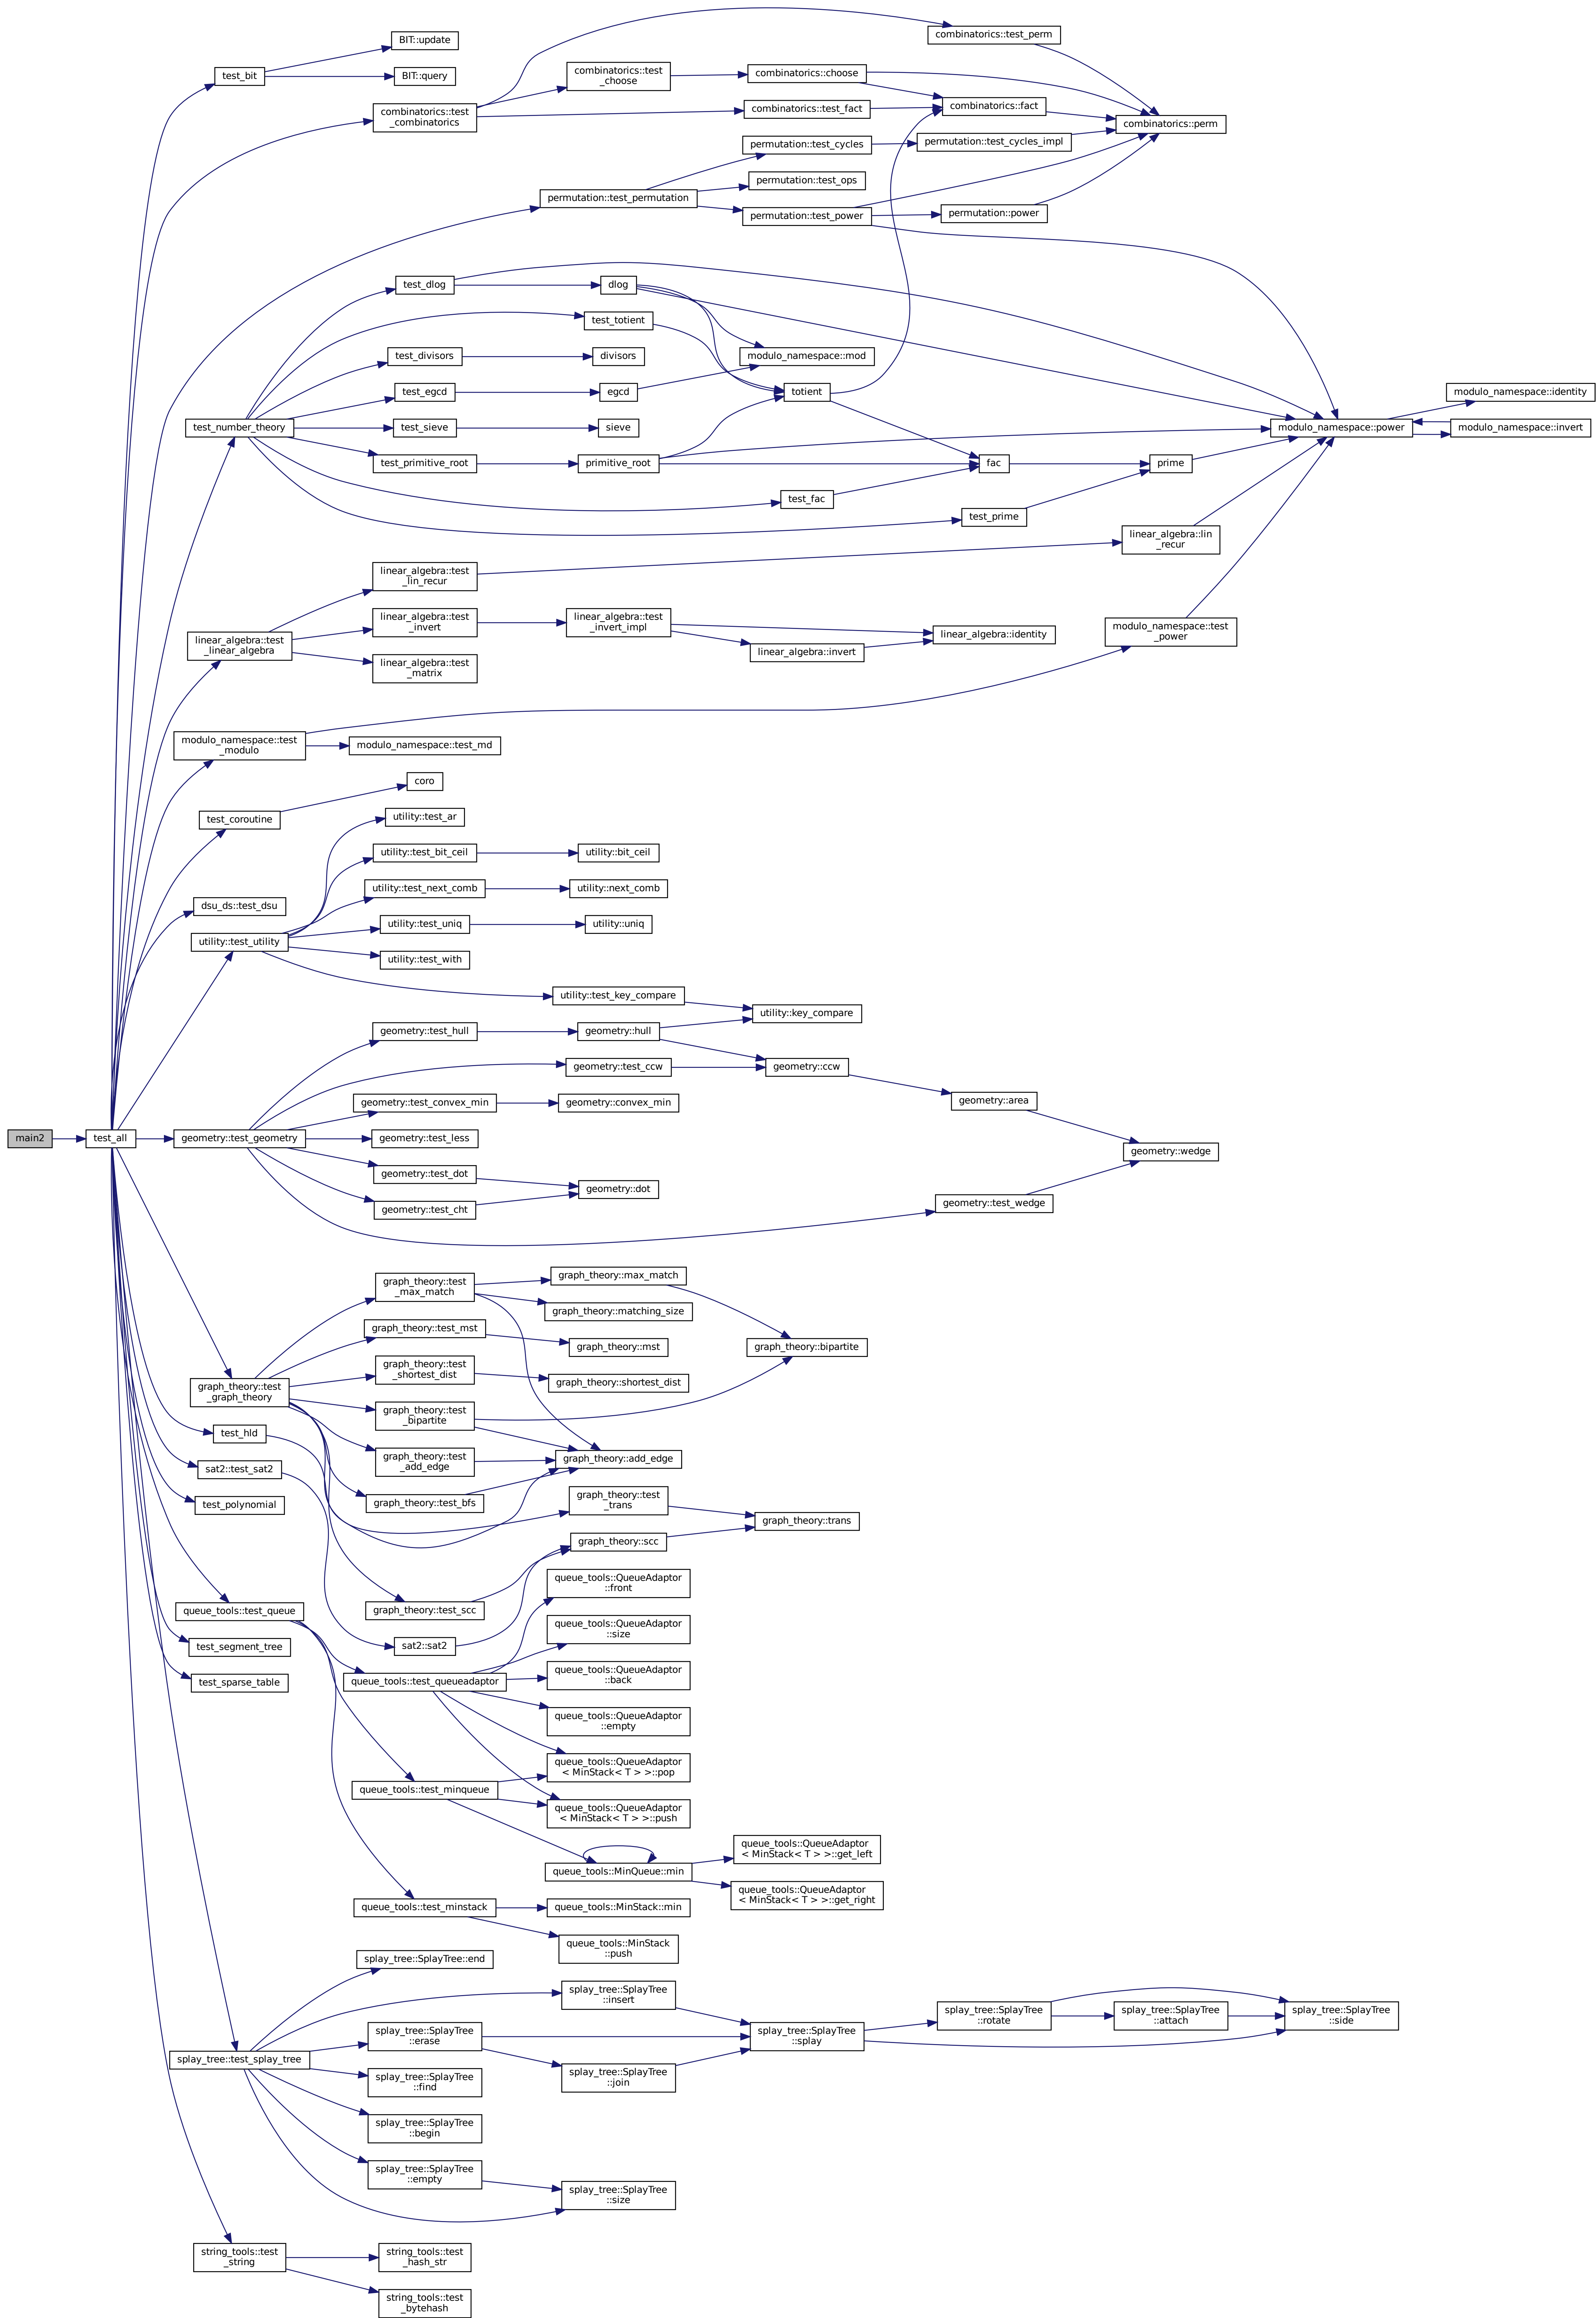 combinatorics::test_perm
BIT::update
test_bit
BIT::query
combinatorics::test
_choose
combinatorics::choose
combinatorics::test
_combinatorics
combinatorics::test_fact
combinatorics::fact
combinatorics::perm
permutation::test_cycles
permutation::test_cycles_impl
permutation::test_ops
permutation::test_permutation
permutation::test_power
permutation::power
test_dlog
dlog
test_totient
test_divisors
divisors
modulo_namespace::mod
test_egcd
egcd
totient
modulo_namespace::identity
test_number_theory
test_sieve
sieve
modulo_namespace::power
modulo_namespace::invert
test_primitive_root
primitive_root
fac
prime
test_fac
test_prime
linear_algebra::lin
_recur
linear_algebra::test
_lin_recur
linear_algebra::test
_invert
linear_algebra::test
_invert_impl
linear_algebra::identity
modulo_namespace::test
_power
linear_algebra::test
_linear_algebra
linear_algebra::invert
linear_algebra::test
_matrix
modulo_namespace::test
_modulo
modulo_namespace::test_md
coro
test_coroutine
utility::test_ar
utility::test_bit_ceil
utility::bit_ceil
utility::test_next_comb
utility::next_comb
dsu_ds::test_dsu
utility::test_uniq
utility::uniq
utility::test_utility
utility::test_with
utility::test_key_compare
utility::key_compare
geometry::test_hull
geometry::hull
geometry::test_ccw
geometry::ccw
geometry::test_convex_min
geometry::convex_min
geometry::area
main2
test_all
geometry::test_geometry
geometry::test_less
geometry::wedge
geometry::test_dot
geometry::dot
geometry::test_cht
geometry::test_wedge
graph_theory::test
_max_match
graph_theory::max_match
graph_theory::matching_size
graph_theory::test_mst
graph_theory::mst
graph_theory::bipartite
graph_theory::test
_shortest_dist
graph_theory::shortest_dist
graph_theory::test
_graph_theory
graph_theory::test
_bipartite
test_hld
graph_theory::test
_add_edge
graph_theory::add_edge
sat2::test_sat2
graph_theory::test_bfs
test_polynomial
graph_theory::test
_trans
graph_theory::trans
graph_theory::scc
queue_tools::QueueAdaptor
::front
queue_tools::test_queue
graph_theory::test_scc
queue_tools::QueueAdaptor
::size
test_segment_tree
sat2::sat2
queue_tools::QueueAdaptor
::back
test_sparse_table
queue_tools::test_queueadaptor
queue_tools::QueueAdaptor
::empty
queue_tools::QueueAdaptor
< MinStack< T > >::pop
queue_tools::test_minqueue
queue_tools::QueueAdaptor
< MinStack< T > >::push
queue_tools::QueueAdaptor
< MinStack< T > >::get_left
queue_tools::MinQueue::min
queue_tools::QueueAdaptor
< MinStack< T > >::get_right
queue_tools::test_minstack
queue_tools::MinStack::min
queue_tools::MinStack
::push
splay_tree::SplayTree::end
splay_tree::SplayTree
::insert
splay_tree::SplayTree
::rotate
splay_tree::SplayTree
::attach
splay_tree::SplayTree
::side
splay_tree::SplayTree
::erase
splay_tree::SplayTree
::splay
splay_tree::test_splay_tree
splay_tree::SplayTree
::find
splay_tree::SplayTree
::join
splay_tree::SplayTree
::begin
splay_tree::SplayTree
::empty
splay_tree::SplayTree
::size
string_tools::test
_string
string_tools::test
_hash_str
string_tools::test
_bytehash